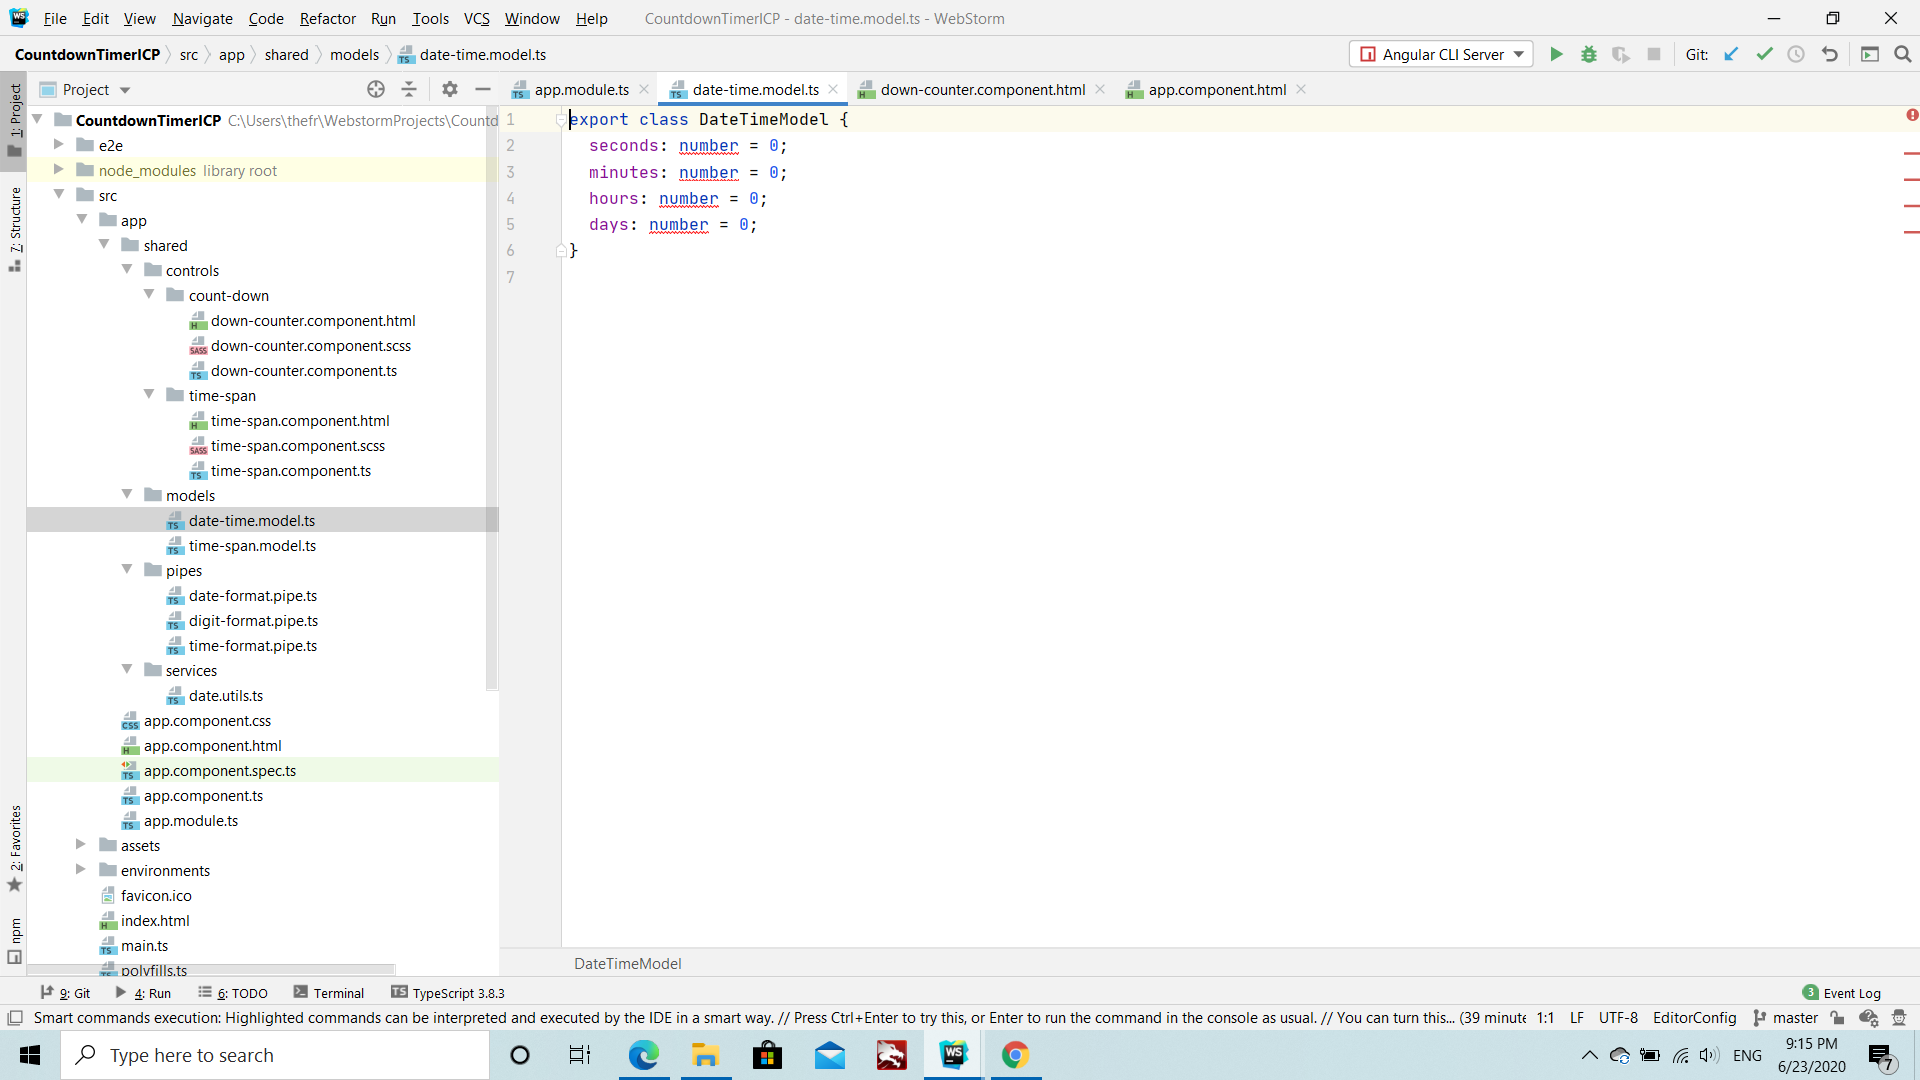 File Edit View Navigate Code Refactor Run Tools VCS Window Help CountdownTimerICP - date-time.model.ts - WebStorm
CountdownTimerICP src app shared models date-time.model.ts Angular CLI Server Git:
1: Project
7: Structure
2: Favorites
npm
Project
CountdownTimerICP C:\Users\thefr\WebstormProjects\Countd
e2e
node_modules library root
src
app
shared
controls
count-down
down-counter.component.html
down-counter.component.scss
down-counter.component.ts
time-span
time-span.component.html
time-span.component.scss
time-span.component.ts
models
date-time.model.ts
time-span.model.ts
pipes
date-format.pipe.ts
digit-format.pipe.ts
time-format.pipe.ts
services
date.utils.ts
app.component.css
app.component.html
app.component.spec.ts
app.component.ts
app.module.ts
assets
environments
favicon.ico
index.html
main.ts
polyfills.ts
app.module.ts date-time.model.ts down-counter.component.html app.component.html
1 export class DateTimeModel {
2 seconds: number = 0;
3 minutes: number = 0;
4 hours: number = 0;
5 days: number = 0;
6 }
7
DateTimeModel
9: Git 4: Run 6: TODO Terminal TypeScript 3.8.3 3 Event Log
Smart commands execution: Highlighted commands can be interpreted and executed by the IDE in a smart way. // Press Ctrl+Enter to try this, or Enter to run the command in the console as usual. // You can turn this... (39 minute 1:1 LF UTF-8 EditorConfig master
Type here to search WS ENG 9:15 PM
6/23/2020 7